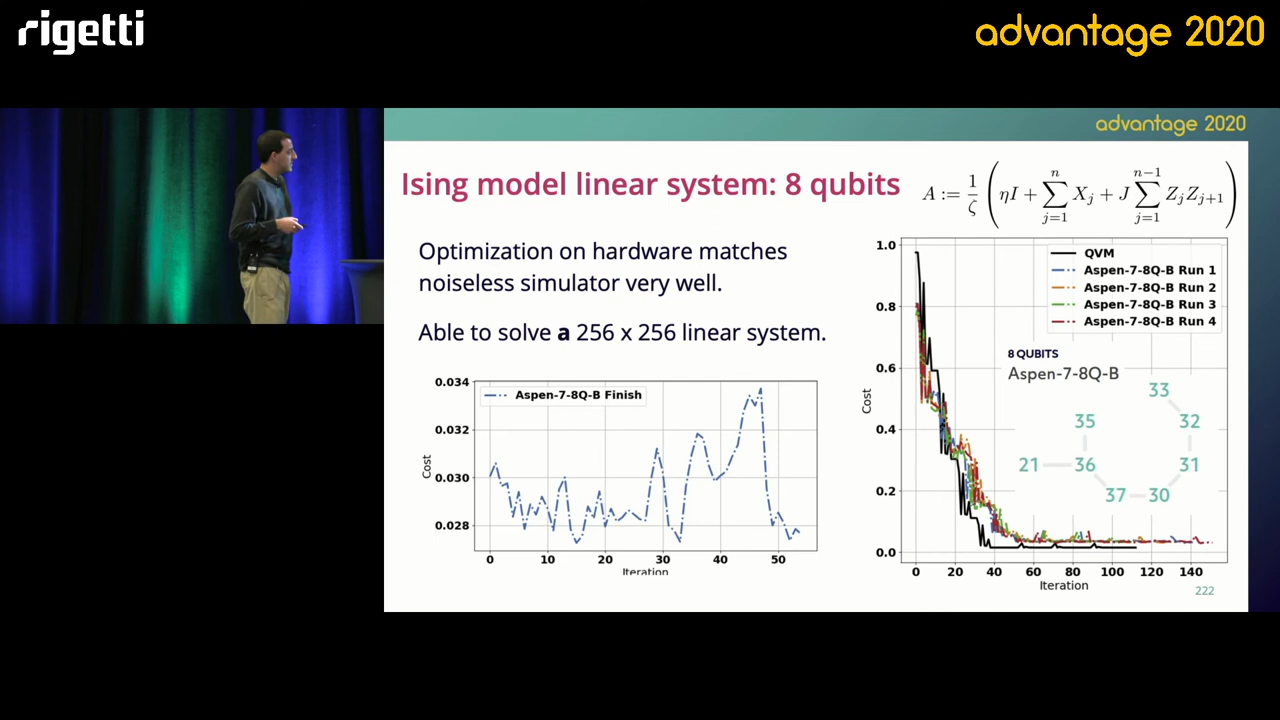 rigetti
advantage 2020
advantage 2020
Ising model linear system: 8 qubits
A := 1/ζ ( ηI + ∑_{j=1}^{n} X_j + J ∑_{j=1}^{n-1} Z_j Z_{j+1} )
Optimization on hardware matches
noiseless simulator very well.
Able to solve a 256 x 256 linear system.
Aspen-7-8Q-B Finish
Cost
0.034
0.032
0.030
0.028
0 10 20 30 40 50
Iteration
QVM
Aspen-7-8Q-B Run 1
Aspen-7-8Q-B Run 2
Aspen-7-8Q-B Run 3
Aspen-7-8Q-B Run 4
8 QUBITS
Aspen-7-8Q-B
33
35 32
21 36 31
37 30
Cost
1.0
0.8
0.6
0.4
0.2
0.0
0 20 40 60 80 100 120 140
Iteration
222